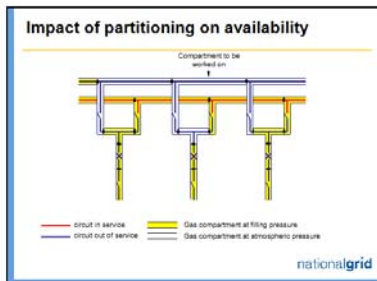 Impact of partitioning on availability
Compartment to be
worked on
circuit in service
Gas compartment at filling pressure
circuit out of service
Gas compartment at atmospheric pressure
nationalgrid